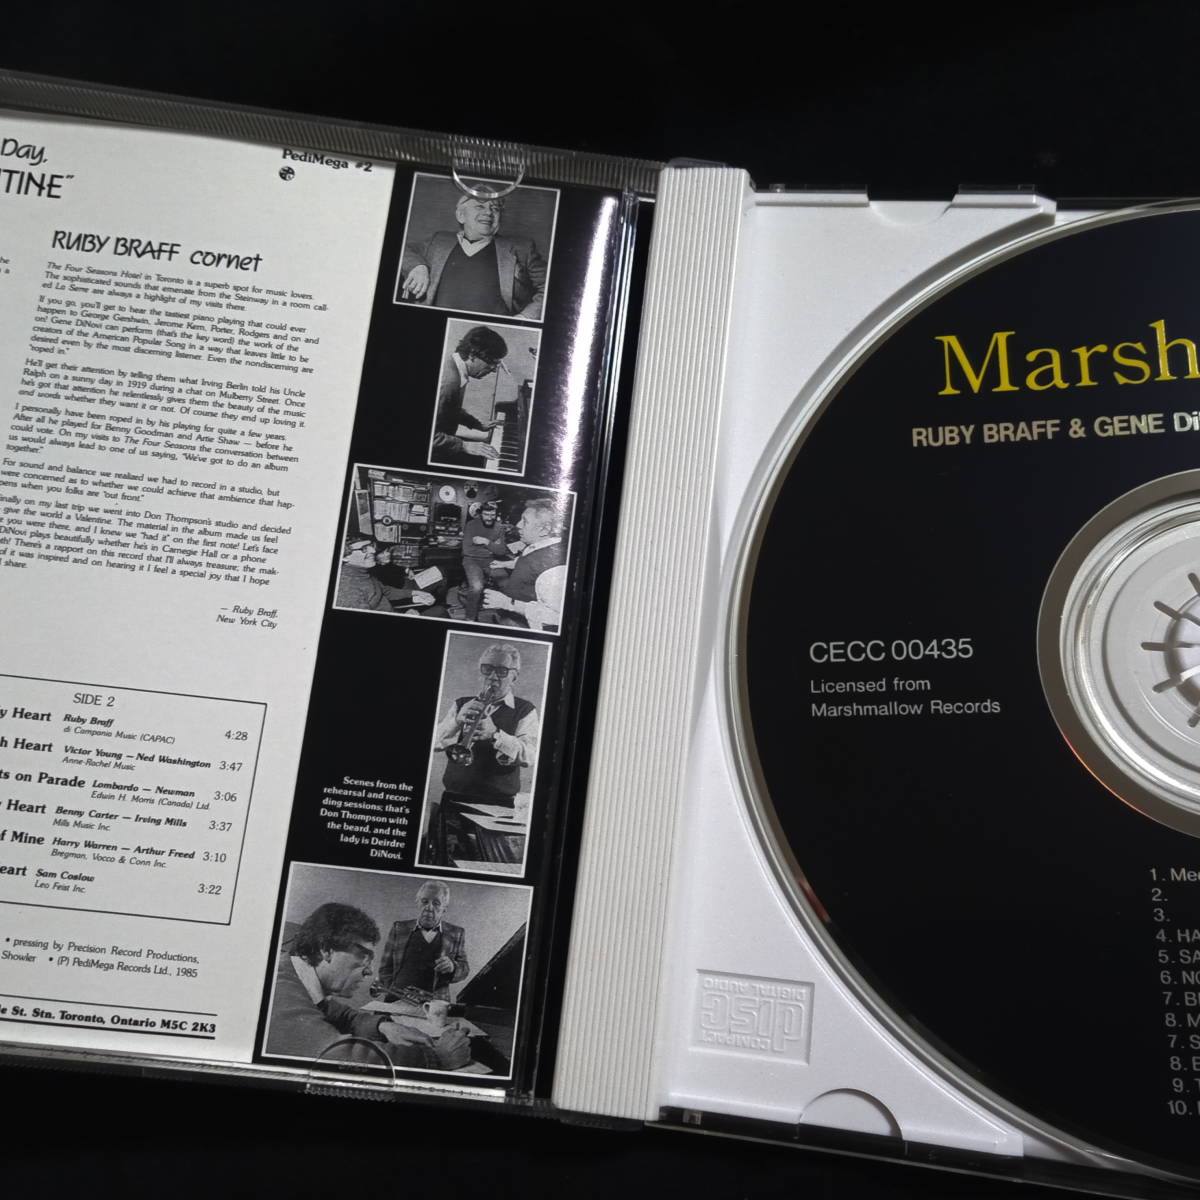 Day,
TINE"
PediMega #2
RUBY BRAFF cornet
The Four Seasons Hotel in Toronto is a superb spot for music lovers.
The sophisticated sounds that emenate from the Steinway in a room call-
ed La Serre are always a highlight of my visits there.
If you go, you'll get to hear the tastiest piano playing that could ever
happen to George Gershwin, Jerome Kern, Porter, Rodgers and on and
on! Gene DiNovi can perform (that's the key word) the work of the
creators of the American Popular Song in a way that leaves little to be
desired even by the most discerning listener. Even the nondiscerning are
"roped in."
He'll get their attention by telling them what Irving Berlin told his Uncle
Ralph on a sunny day in 1919 during a chat on Mulberry Street. Once
he's got that attention he relentlessly gives them the beauty of the music
and words whether they want it or not. Of course they end up loving it.
I personally have been roped in by his playing for quite a few years.
After all he played for Benny Goodman and Artie Shaw — before he
could vote. On my visits to The Four Seasons the conversation between
us would always lead to one of us saying, "We've got to do an album
together."
For sound and balance we realized we had to record in a studio, but
were concerned as to whether we could achieve that ambience that hap-
pens when you folks are "out front."
inally on my last trip we went into Don Thompson's studio and decided
give the world a Valentine. The material in the album made us feel
e you were there, and I knew we "had it" on the first note! Let's face
DiNovi plays beautifully whether he's in Carnegie Hall or a phone
th! There's a rapport on this record that I'll always treasure; the mak-
of it was inspired and on hearing it I feel a special joy that I hope
share.
— Ruby Braff,
New York City
SIDE 2
y Heart Ruby Braff 4:28
di Campania Music (CAPAC)
h Heart Victor Young — Ned Washington 3:47
Anne-Rachel Music
ts on Parade Lombardo — Newman 3:06
Edwin H. Morris (Canada) Ltd.
Heart Benny Carter — Irving Mills 3:37
Mills Music Inc.
f Mine Harry Warren — Arthur Freed 3:10
Bregman, Vocco & Conn Inc.
eart Sam Coslow 3:22
Leo Feist Inc.
• pressing by Precision Record Productions,
Showler • (P) PediMega Records Ltd., 1985
e St. Stn. Toronto, Ontario M5C 2K3
Scenes from the
rehearsal and recor-
ding sessions; that's
Don Thompson with
the beard, and the
lady is Deirdre
DiNovi.
Marsh
RUBY BRAFF & GENE Di
CECC 00435
Licensed from
Marshmallow Records
1. Me
2.
3.
4. HA
5. SA
6. NO
7. B
8. M
7. S
8. E
9.
10.
COMPACT
disc
DIGITAL AUDIO